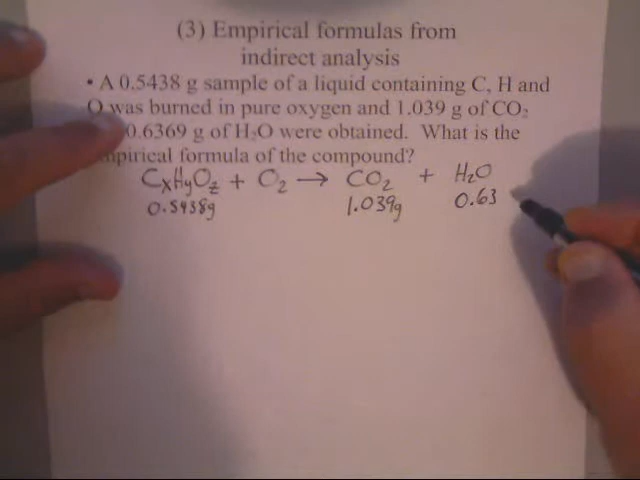 (3) Empirical formulas from
indirect analysis
• A 0.5438 g sample of a liquid containing C, H and
O was burned in pure oxygen and 1.039 g of CO₂
0.6369 g of H₂O were obtained. What is the
formula of the compound?
CₓHᵧO_z + O₂ → CO₂ + H₂O
0.5438g 1.039g 0.63